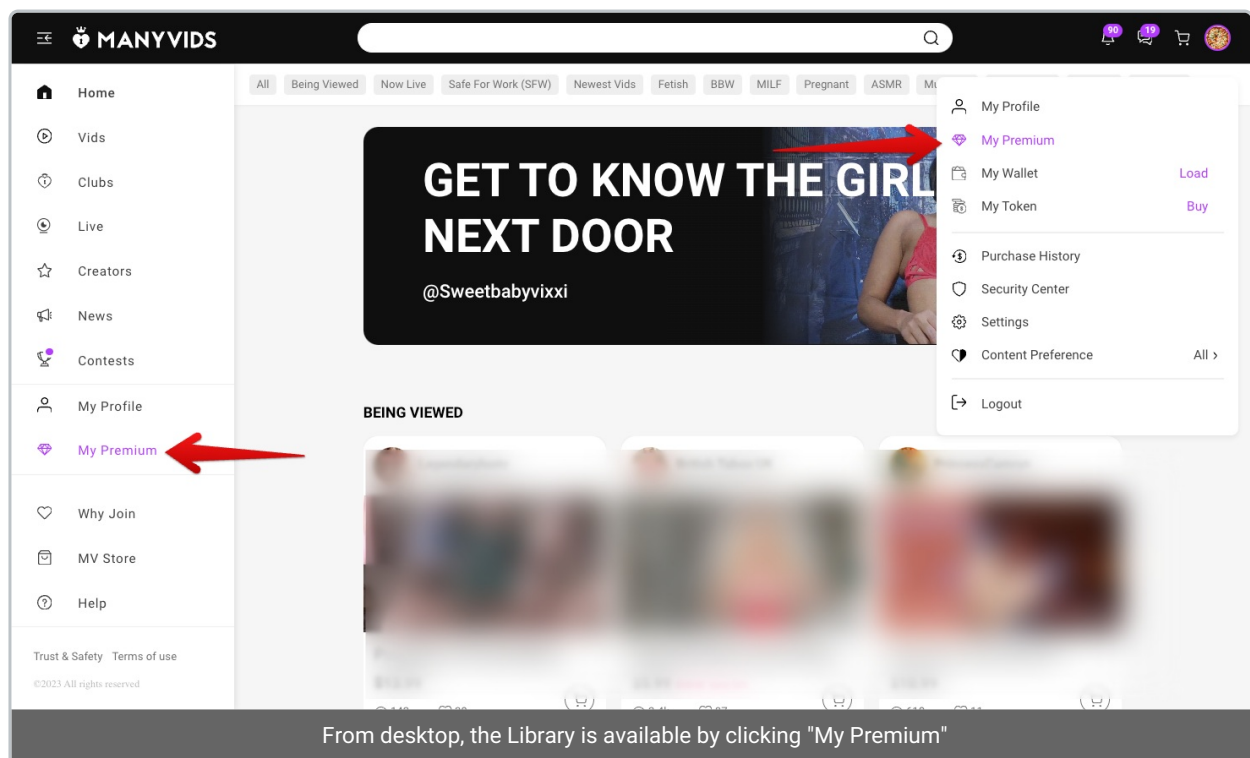 MANYVIDS
90
19
Home
Vids
Clubs
Live
Creators
News
Contests
My Profile
My Premium
Why Join
MV Store
Help
Trust & Safety Terms of use
©2023 All rights reserved
All Being Viewed Now Live Safe For Work (SFW) Newest Vids Fetish BBW MILF Pregnant ASMR
GET TO KNOW THE GIRL
NEXT DOOR
@Sweetbabyvixxi
My Profile
My Premium
My Wallet Load
My Token Buy
Purchase History
Security Center
Settings
Content Preference All ›
Logout
BEING VIEWED
From desktop, the Library is available by clicking "My Premium"